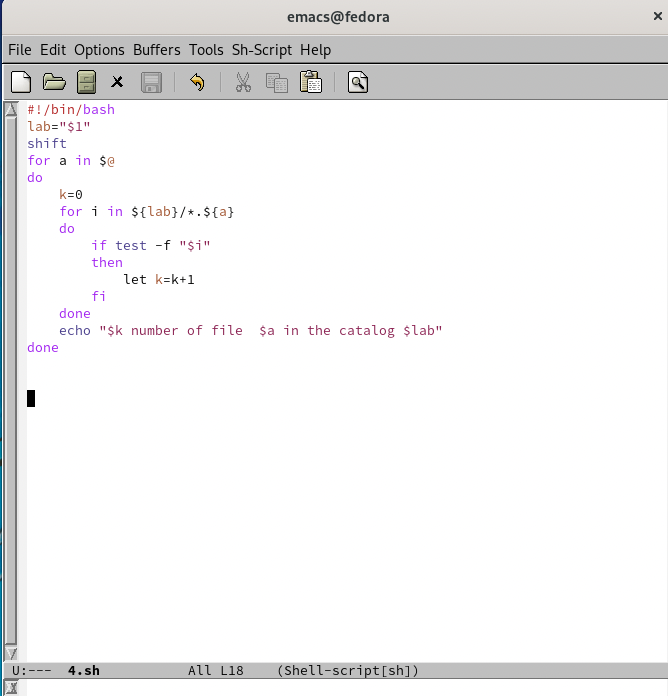 emacs@fedora ×
File Edit Options Buffers Tools Sh-Script Help
#!/bin/bash
lab="$1"
shift
for a in $@
do
    k=0
    for i in ${lab}/*.${a}
    do
        if test -f "$i"
        then
            let k=k+1
        fi
    done
    echo "$k number of file  $a in the catalog $lab"
done
U:---  4.sh           All L18    (Shell-script[sh])